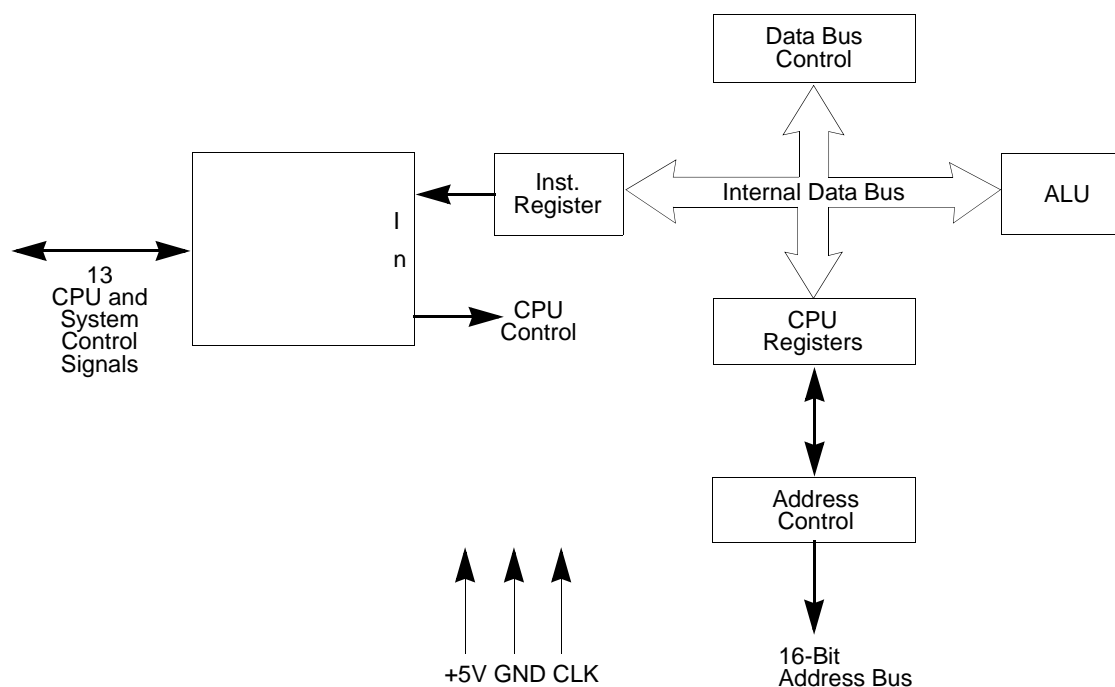 Data Bus
Control
Inst.
Register
Internal Data Bus
ALU
I
n
13
CPU and
System
Control
Signals
CPU
Control
CPU
Registers
Address
Control
+5V GND CLK
16-Bit
Address Bus